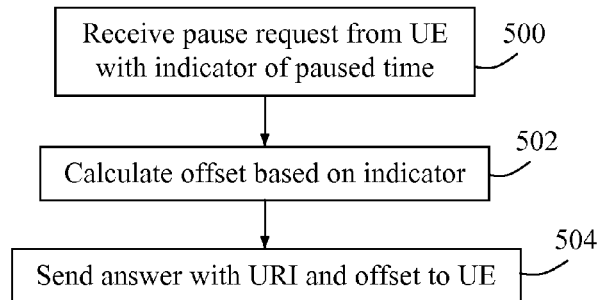 Receive pause request from UE
with indicator of paused time
500
502
Calculate offset based on indicator
504
Send answer with URI and offset to UE